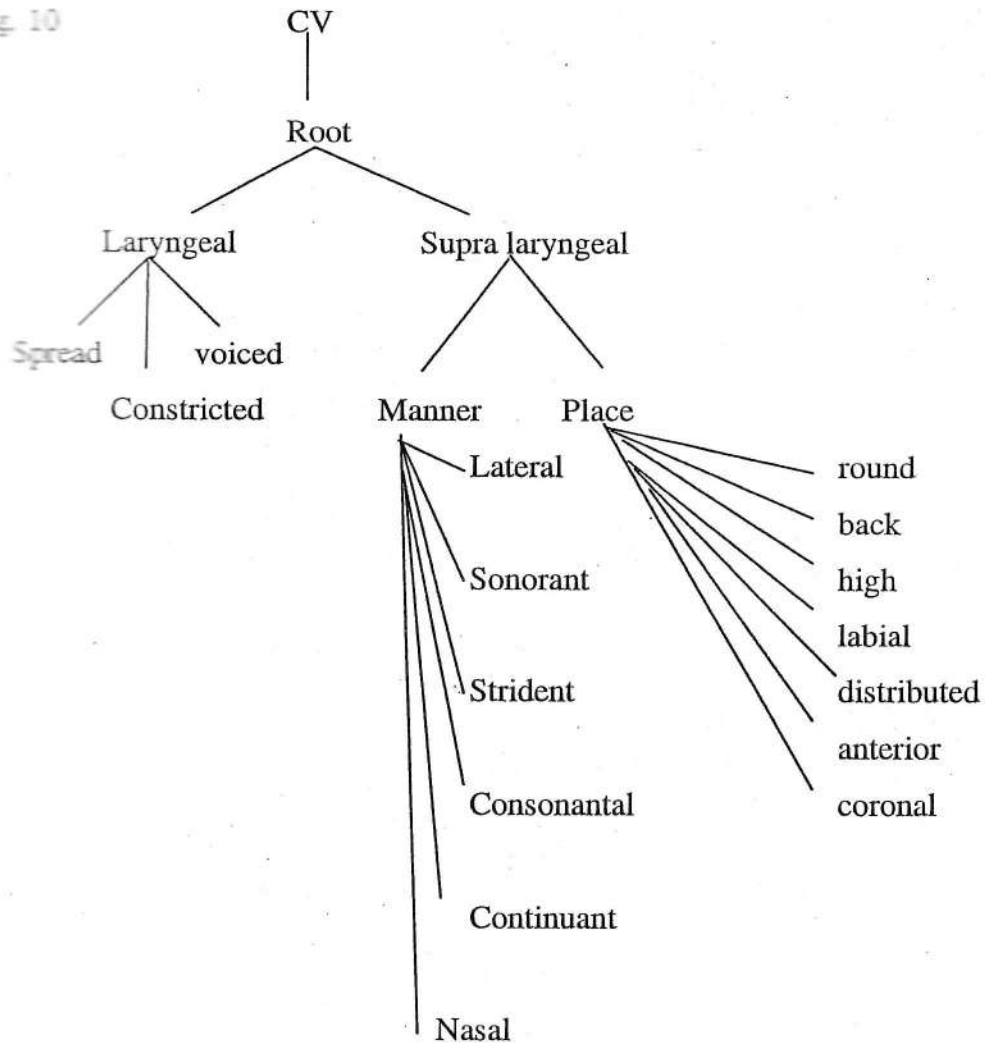 g. 10
CV
Root
Laryngeal Supra laryngeal
Spread voiced
Constricted Manner Place
Lateral round
back
Sonorant high
labial
Strident distributed
anterior
Consonantal coronal
Continuant
Nasal